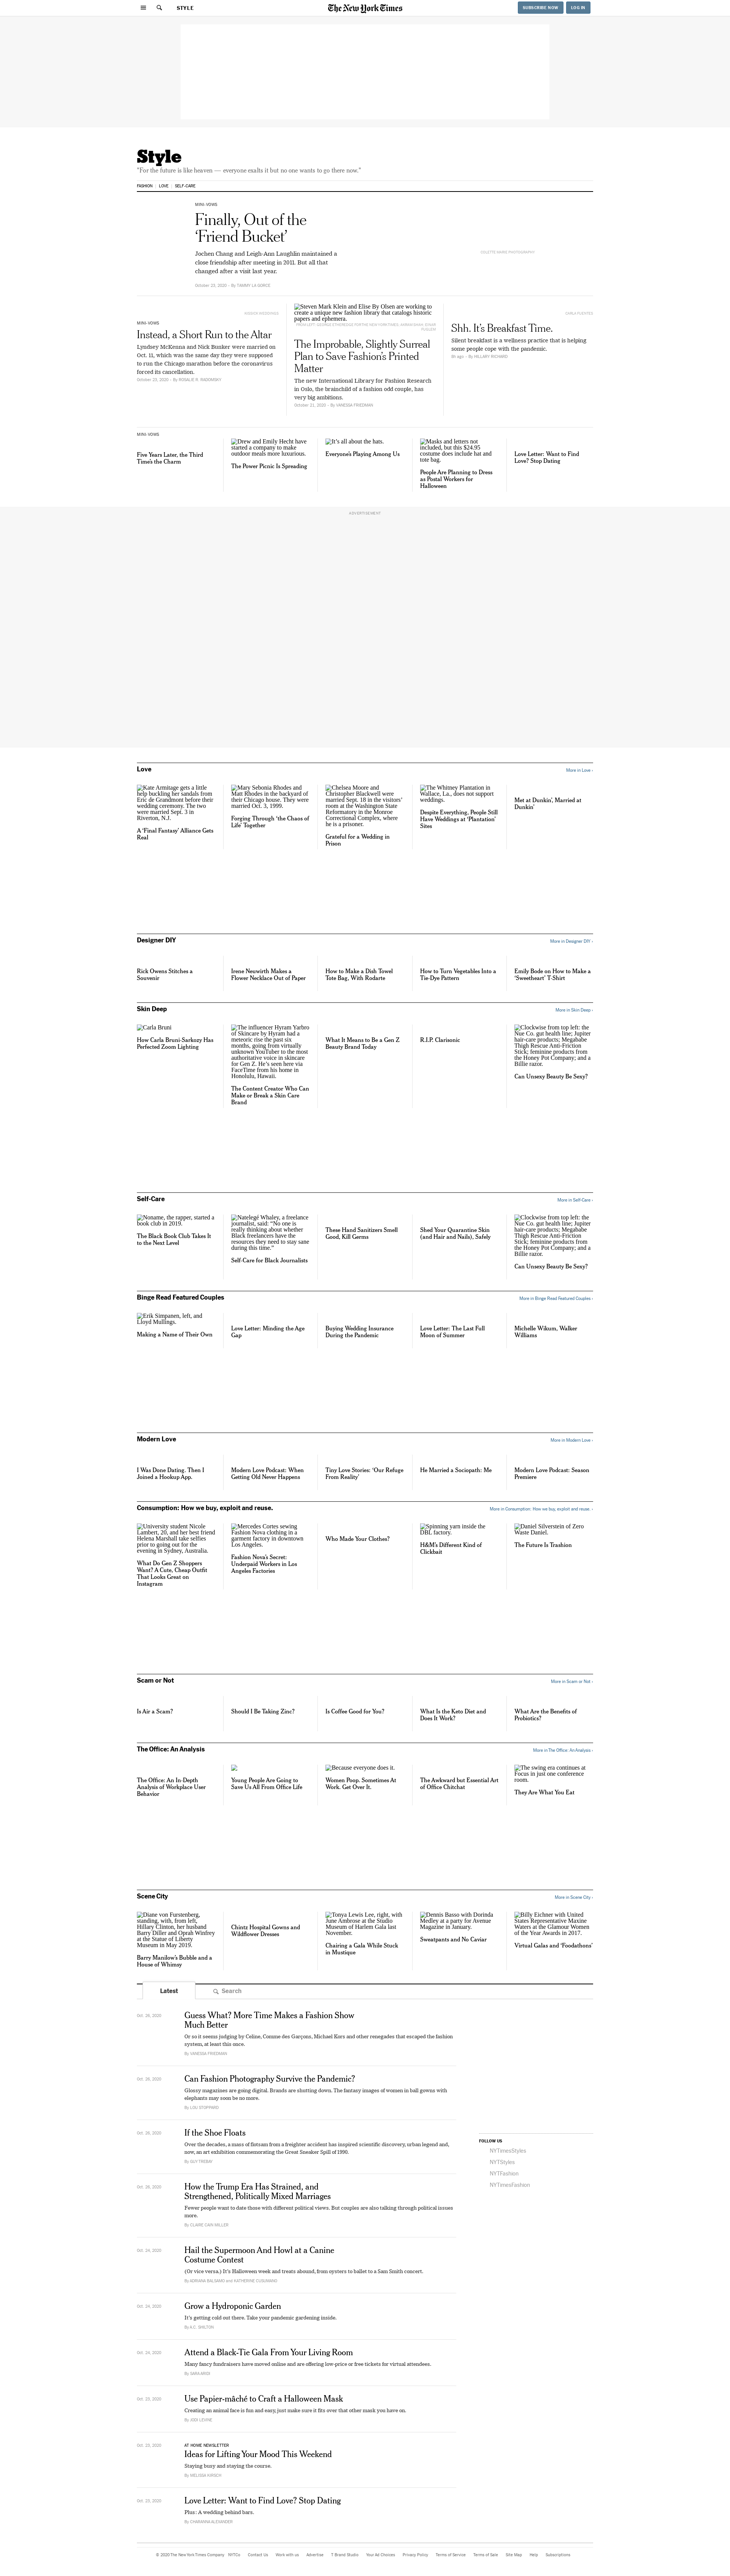 STYLE
The New York Times
SUBSCRIBE NOW
LOG IN
Style
"For the future is like heaven — everyone exalts it but no one wants to go there now."
FASHION
LOVE
SELF-CARE
MINI-VOWS
Finally, Out of the
‘Friend Bucket’
Jochen Chang and Leigh-Ann Laughlin maintained a
close friendship after meeting in 2011. But all that
changed after a visit last year.
COLETTE MARIE PHOTOGRAPHY
MINI-VOWS
Instead, a Short Run to the Altar
Lyndsey McMorrow and Nick Bunker were married on
Oct. 11, which was the same day they were supposed
to run the Chicago marathon before the coronavirus
forced its cancellation.
Steven Mark Klein and Elise By Olsen are working to
create a unique new fashion library that catalogs historic
papers and ephemera.
The Improbable, Slightly Surreal
Plan to Save Fashion’s Printed
Matter
The new International Library for Fashion Research
in Oslo, the brainchild of a fashion odd couple, has
very big ambitions.
October 21, 2020 · By VANESSA FRIEDMAN
Shh. It’s Breakfast Time.
Silent breakfast is a wellness practice that is helping
some people cope with the pandemic.
MINI-VOWS
Five Years Later, the Third
Time’s the Charm
Drew and Emily Hecht have
started a company to make
outdoor meals more luxurious.
The Power Picnic Is Spreading
It’s all about the hats.
Everyone’s Playing Among Us
Masks and letters not
included, but this $24.95
costume does include hat and
tote bag.
People Are Planning to Dress
as Postal Workers for
Halloween
Love Letter: Want to Find
Love? Stop Dating
ADVERTISEMENT
Love
More in Love ›
Kate Armitage gets a little
help buckling her sandals from
Eric de Grandmont before their
wedding ceremony. The two
were married Sept. 3 in
Riverton, N.J.
A ‘Final Fantasy’ Alliance Gets
Real
Mary Sebonia Rhodes and
Matt Rhodes in the backyard of
their Chicago house. They were
married Oct. 3, 1999.
Forging Through ‘the Chaos of
Life’ Together
Chelsea Moore and
Christopher Blackwell were
married Sept. 18 in the visitors’
area at the Washington State
Reformatory in the Monroe
Correctional Complex, where
he is a prisoner.
Grateful for a Wedding in
Prison
The Whitney Plantation in
Wallace, La., does not support
weddings.
Despite Everything, People Still
Have Weddings at ‘Plantation’
Sites
Met at Dunkin’, Married at
Dunkin’
Designer DIY
More in Designer DIY ›
Rick Owens Stitches a
Souvenir
Irene Neuwirth Makes a
Flower Necklace Out of Paper
How to Make a Dish Towel
Tote Bag, With Rodarte
How to Turn Vegetables Into a
Tie-Dye Pattern
Emily Bode on How to Make a
‘Sweetheart’ T-Shirt
Skin Deep
More in Skin Deep ›
Carla Bruni
How Carla Bruni-Sarkozy Has
Perfected Zoom Lighting
The influencer Hyram Yarbro
of Skincare by Hyram had a
meteoric rise the past six
months, going from virtually
unknown YouTuber to the most
authoritative voice in skincare
for Gen Z. He’s seen here via
FaceTime from his home in
Honolulu, Hawaii.
The Content Creator Who Can
Make or Break a Skin Care
Brand
What It Means to Be a Gen Z
Beauty Brand Today
R.I.P. Clarisonic
Clockwise from top left: the
Nue Co. gut health line; Jupiter
hair-care products; Megababe
Thigh Rescue Anti-Friction
Stick; feminine products from
the Honey Pot Company; and a
Billie razor.
Can Unsexy Beauty Be Sexy?
Self-Care
More in Self-Care ›
Noname, the rapper, started a
book club in 2019.
The Black Book Club Takes It
to the Next Level
Natelegé Whaley, a freelance
journalist, said: “No one is
really thinking about whether
Black freelancers have the
resources they need to stay sane
during this time.”
Self-Care for Black Journalists
These Hand Sanitizers Smell
Good, Kill Germs
Shed Your Quarantine Skin
(and Hair and Nails), Safely
Clockwise from top left: the
Nue Co. gut health line; Jupiter
hair-care products; Megababe
Thigh Rescue Anti-Friction
Stick; feminine products from
the Honey Pot Company; and a
Billie razor.
Can Unsexy Beauty Be Sexy?
Binge Read Featured Couples
More in Binge Read Featured Couples ›
Erik Simpanen, left, and
Lloyd Mullings.
Making a Name of Their Own
Love Letter: Minding the Age
Gap
Buying Wedding Insurance
During the Pandemic
Love Letter: The Last Full
Moon of Summer
Michelle Wikum, Walker
Williams
Modern Love
More in Modern Love ›
I Was Done Dating. Then I
Joined a Hookup App.
Modern Love Podcast: When
Getting Old Never Happens
Tiny Love Stories: ‘Our Refuge
From Reality’
He Married a Sociopath: Me
Modern Love Podcast: Season
Premiere
Consumption: How we buy, exploit and reuse.
More in Consumption: How we buy, exploit and reuse. ›
University student Nicole
Lambert, 20, and her best friend
Helena Marshall take selfies
prior to going out for the
evening in Sydney, Australia.
What Do Gen Z Shoppers
Want? A Cute, Cheap Outfit
That Looks Great on
Instagram
Mercedes Cortes sewing
Fashion Nova clothing in a
garment factory in downtown
Los Angeles.
Fashion Nova’s Secret:
Underpaid Workers in Los
Angeles Factories
Who Made Your Clothes?
Spinning yarn inside the
DBL factory.
H&M’s Different Kind of
Clickbait
Daniel Silverstein of Zero
Waste Daniel.
The Future Is Trashion
Scam or Not
More in Scam or Not ›
Is Air a Scam?
Should I Be Taking Zinc?
Is Coffee Good for You?
What Is the Keto Diet and
Does It Work?
What Are the Benefits of
Probiotics?
The Office: An Analysis
More in The Office: An Analysis ›
The Office: An In-Depth
Analysis of Workplace User
Behavior
Young People Are Going to
Save Us All From Office Life
Because everyone does it.
Women Poop. Sometimes At
Work. Get Over It.
The Awkward but Essential Art
of Office Chitchat
The swing era continues at
Focus in just one conference
room.
They Are What You Eat
Scene City
More in Scene City ›
Diane von Furstenberg,
standing, with, from left,
Hillary Clinton, her husband
Barry Diller and Oprah Winfrey
at the Statue of Liberty
Museum in May 2019.
Barry Manilow’s Bubble and a
House of Whimsy
Chintz Hospital Gowns and
Wildflower Dresses
Tonya Lewis Lee, right, with
June Ambrose at the Studio
Museum of Harlem Gala last
November.
Chairing a Gala While Stuck
in Mustique
Dennis Basso with Dorinda
Medley at a party for Avenue
Magazine in January.
Sweatpants and No Caviar
Billy Eichner with United
States Representative Maxine
Waters at the Glamour Women
of the Year Awards in 2017.
Virtual Galas and ‘Foodathons’
Latest
Search
Guess What? More Time Makes a Fashion Show
Much Better
Or so it seems judging by Celine, Comme des Garçons, Michael Kors and other renegades that escaped the fashion
system, at least this once.
By VANESSA FRIEDMAN
Can Fashion Photography Survive the Pandemic?
Glossy magazines are going digital. Brands are shutting down. The fantasy images of women in ball gowns with
elephants may soon be no more.
By LOU STOPPARD
If the Shoe Floats
Over the decades, a mass of flotsam from a freighter accident has inspired scientific discovery, urban legend and,
now, an art exhibition commemorating the Great Sneaker Spill of 1990.
By GUY TREBAY
How the Trump Era Has Strained, and
Strengthened, Politically Mixed Marriages
Fewer people want to date those with different political views. But couples are also talking through political issues
more.
By CLAIRE CAIN MILLER
Oct. 24, 2020
Hail the Supermoon And Howl at a Canine
Costume Contest
(Or vice versa.) It’s Halloween week and treats abound, from oysters to ballet to a Sam Smith concert.
Oct. 24, 2020
Grow a Hydroponic Garden
It’s getting cold out there. Take your pandemic gardening inside.
Oct. 24, 2020
Attend a Black-Tie Gala From Your Living Room
Many fancy fundraisers have moved online and are offering low-price or free tickets for virtual attendees.
Oct. 23, 2020
Use Papier-mâché to Craft a Halloween Mask
Creating an animal face is fun and easy, just make sure it fits over that other mask you have on.
By JODI LEVINE
Oct. 23, 2020
AT HOME NEWSLETTER
Ideas for Lifting Your Mood This Weekend
Staying busy and staying the course.
By MELISSA KIRSCH
Love Letter: Want to Find Love? Stop Dating
Plus: A wedding behind bars.
By CHARANNA ALEXANDER
FOLLOW US
NYTimesStyles
NYTStyles
NYTFashion
NYTimesFashion
© 2020 The New York Times Company
NYTCo
Contact Us
Work with us
Advertise
T Brand Studio
Your Ad Choices
Privacy Policy
Terms of Service
Terms of Sale
Site Map
Help
Subscriptions